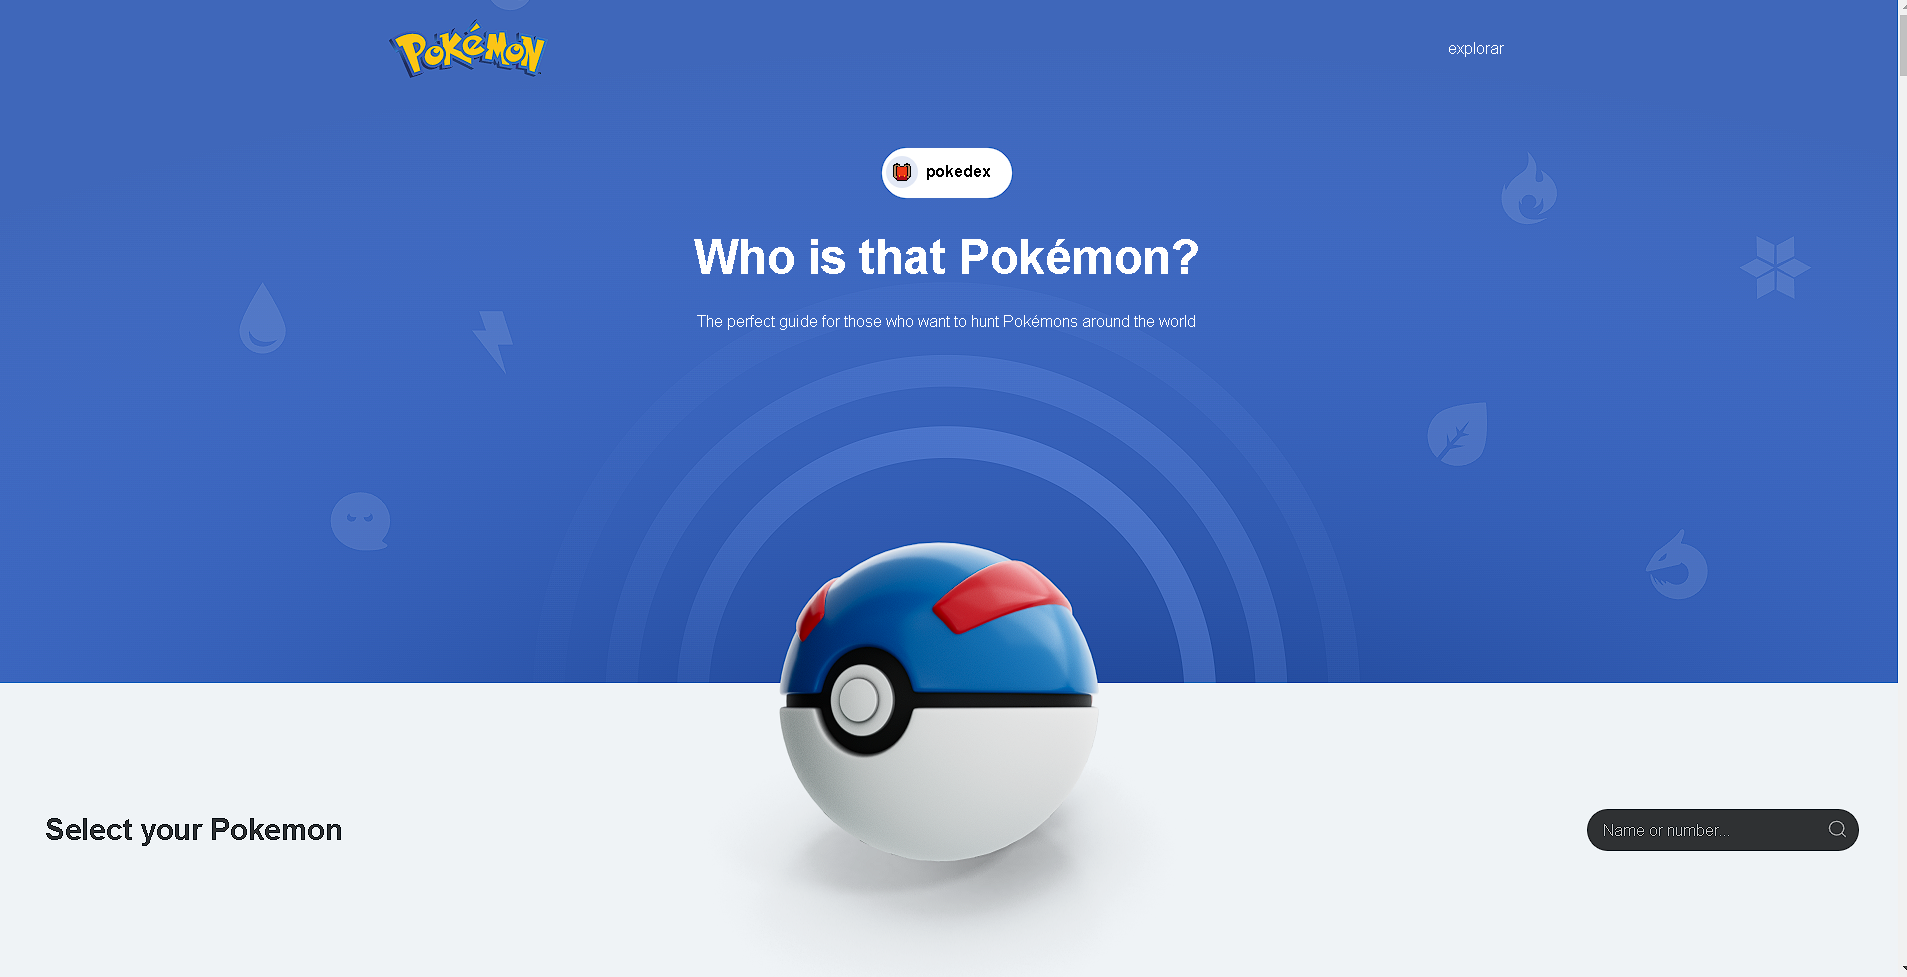 POKÉMON
explorar
pokedex
Who is that Pokémon?
The perfect guide for those who want to hunt Pokémons around the world
Select your Pokemon
Name or number...